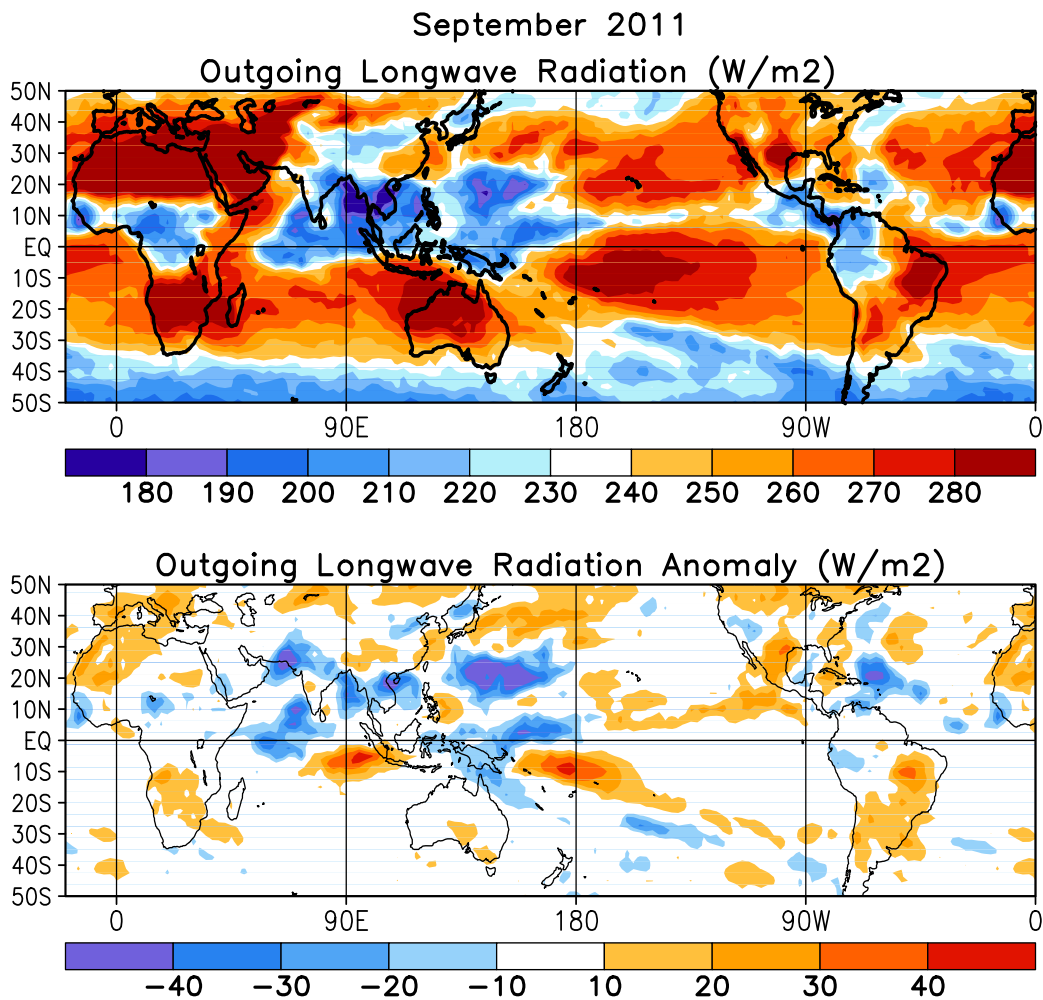 September 2011
Outgoing Longwave Radiation (W/m2)
50N
40N
30N
20N
10N
EQ
10S
20S
30S
40S
50S
0 90E 180 90W 0
180 190 200 210 220 230 240 250 260 270 280
Outgoing Longwave Radiation Anomaly (W/m2)
50N
40N
30N
20N
10N
EQ
10S
20S
30S
40S
50S
0 90E 180 90W 0
−40 −30 −20 −10 10 20 30 40